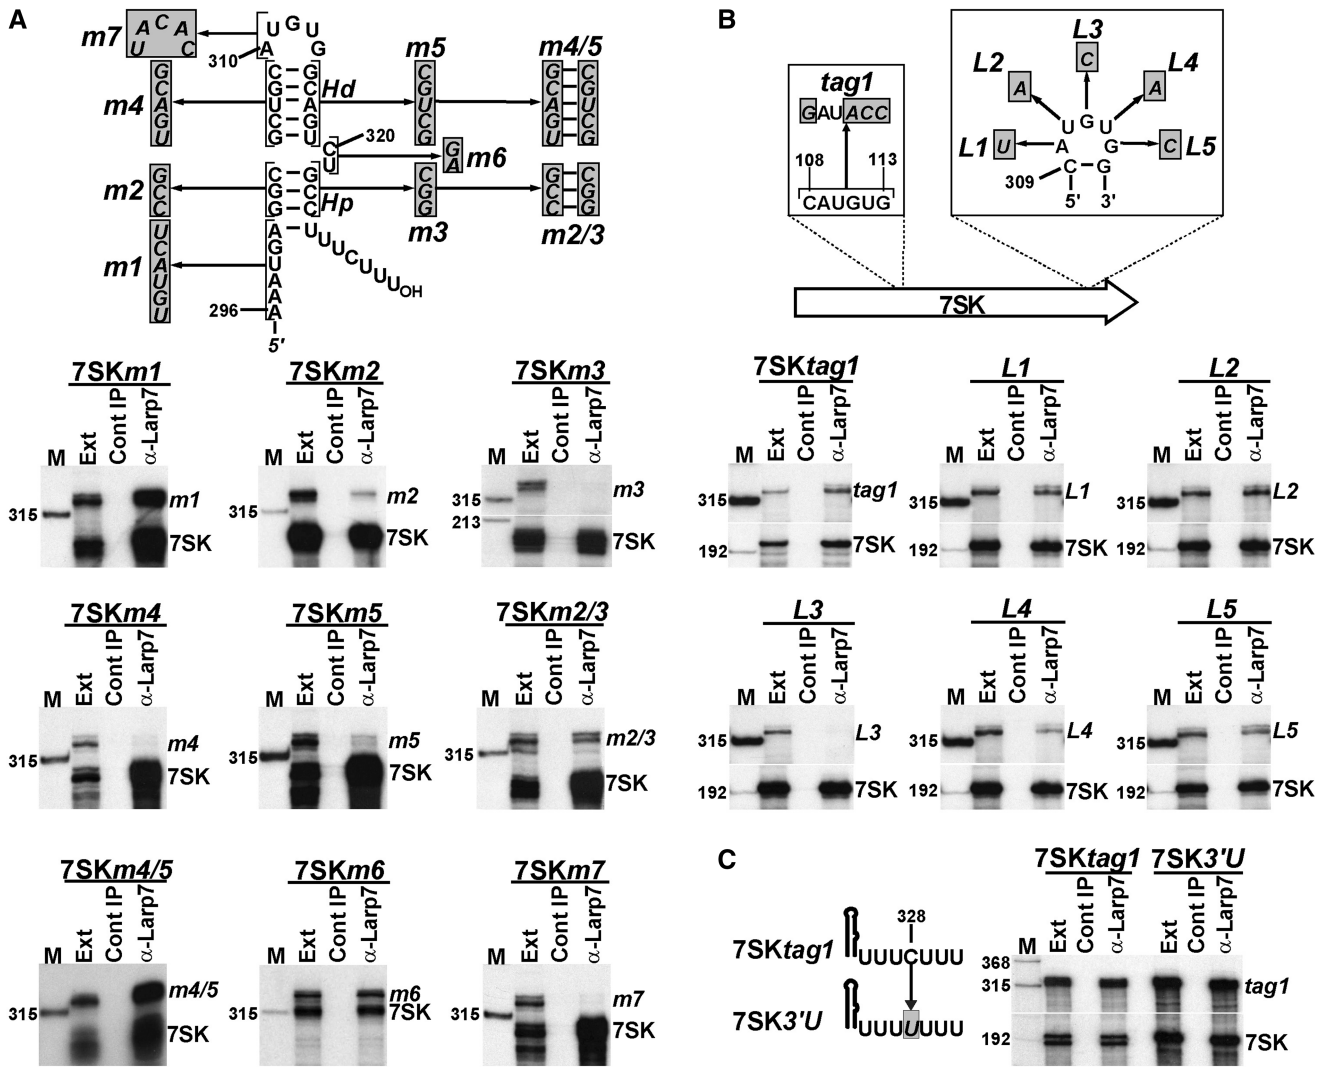 A
m7
A C A
U C
310
A U G U G
m4
G C A G U
C G U C G
G C A G U
Hd
m5
C G U C G
m4/5
G C A G U
C G U C G
320
C U
G A
m6
m2
G C C
C G G
G C C
Hp
C G G
m3
G C C
C G G
m2/3
m1
U C A U G U
A G U A A A
U U U C U U U OH
296
5'
B
tag1
G A U A C C
108
113
CAUGUG
L3
C
L2
A
L4
A
L1
U
L5
C
A U G U G
309
C G
5' 3'
7SK
7SKm1
M Ext Cont IP α-Larp7
315
m1
7SK
7SKm2
M Ext Cont IP α-Larp7
315
m2
7SK
7SKm3
M Ext Cont IP α-Larp7
315
213
m3
7SK
7SKtag1
M Ext Cont IP α-Larp7
315
192
tag1
7SK
L1
M Ext Cont IP α-Larp7
315
192
L1
7SK
L2
M Ext Cont IP α-Larp7
315
192
L2
7SK
7SKm4
M Ext Cont IP α-Larp7
315
m4
7SK
7SKm5
M Ext Cont IP α-Larp7
315
m5
7SK
7SKm2/3
M Ext Cont IP α-Larp7
315
m2/3
7SK
L3
M Ext Cont IP α-Larp7
315
192
L3
7SK
L4
M Ext Cont IP α-Larp7
315
192
L4
7SK
L5
M Ext Cont IP α-Larp7
315
192
L5
7SK
7SKm4/5
M Ext Cont IP α-Larp7
315
m4/5
7SK
7SKm6
M Ext Cont IP α-Larp7
315
m6
7SK
7SKm7
M Ext Cont IP α-Larp7
315
m7
7SK
C
328
7SKtag1
UUUCUUU
7SK3'U
UUUUUUU
7SKtag1 7SK3'U
M Ext Cont IP α-Larp7 Ext Cont IP α-Larp7
368
315
192
tag1
7SK